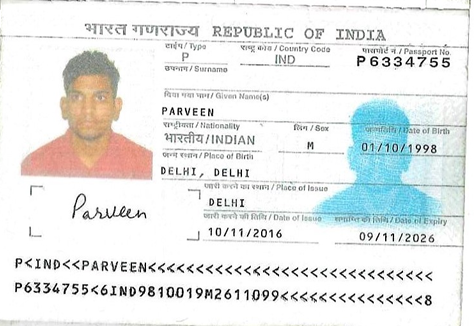 भारत गणराज्य REPUBLIC OF INDIA
टाईप/Type राष्ट्र कोड/Country Code पासपोर्ट न./Passport No.
P IND P6334755
उपनाम/Surname
दिया गया नाम/Given Name(s)
PARVEEN
राष्ट्रीयता/Nationality लिंग/Sex जन्मतिथि/Date of Birth
भारतीय/INDIAN M 01/10/1998
जन्म स्थान/Place of Birth
DELHI, DELHI
जारी करने का स्थान/Place of Issue
DELHI
Parveen
जारी करने की तिथि/Date of Issue समाप्ति की तिथि/Date of Expiry
10/11/2016 09/11/2026
P<IND<<PARVEEN<<<<<<<<<<<<<<<<<<<<<<<<<<<<<<
P6334755<6IND9810019M2611099<<<<<<<<<<<<<<<8